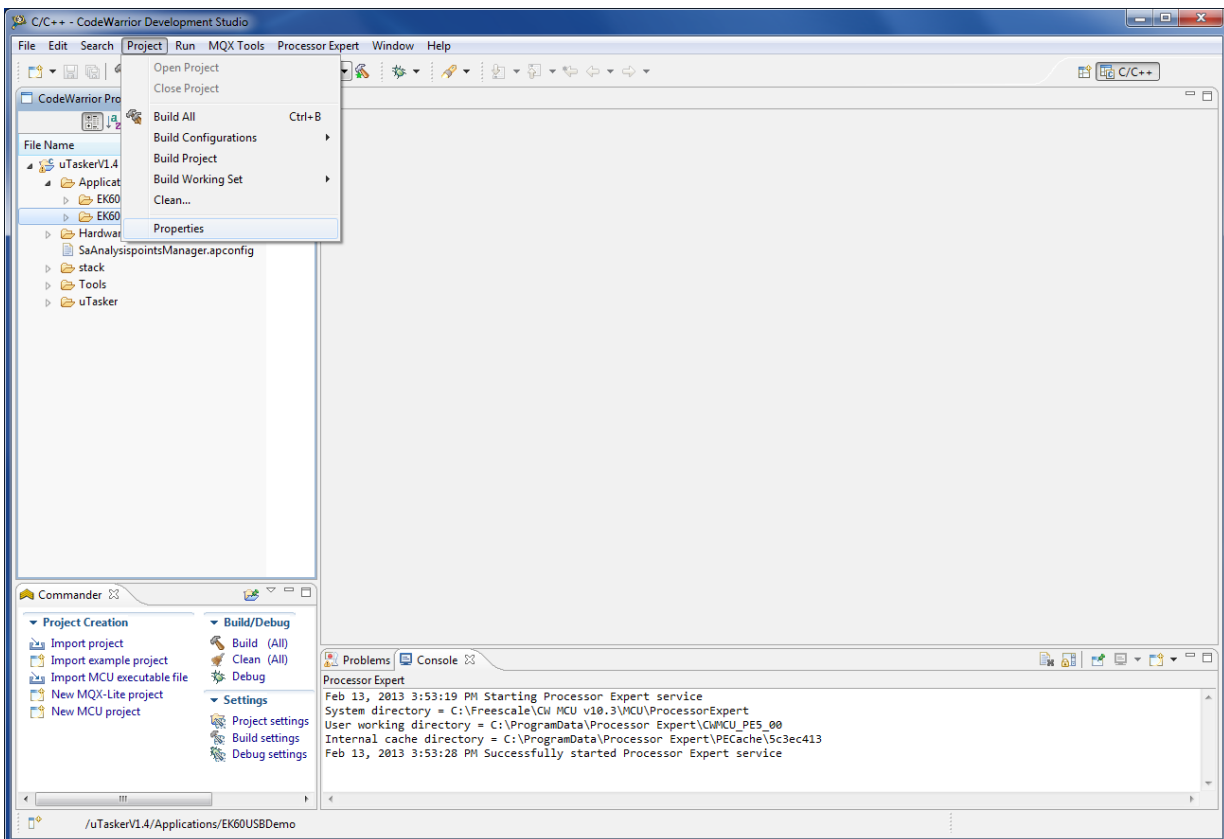 C/C++ - CodeWarrior Development Studio
File Edit Search Project Run MQX Tools Processor Expert Window Help
C/C++
Open Project
Close Project
Build All Ctrl+B
Build Configurations
Build Project
Build Working Set
Clean...
Properties
CodeWarrior Pro
File Name
uTaskerV1.4
Applicat
EK60
EK60
Hardwar
SaAnalysispointsManager.apconfig
stack
Tools
uTasker
Commander
Project Creation
Import project
Import example project
Import MCU executable file
New MQX-Lite project
New MCU project
Build/Debug
Build (All)
Clean (All)
Debug
Settings
Project settings
Build settings
Debug settings
Problems Console
Processor Expert
Feb 13, 2013 3:53:19 PM Starting Processor Expert service
System directory = C:\Freescale\CW MCU v10.3\MCU\ProcessorExpert
User working directory = C:\ProgramData\Processor Expert\CWMCU_PE5_00
Internal cache directory = C:\ProgramData\Processor Expert\PECache\5c3ec413
Feb 13, 2013 3:53:28 PM Successfully started Processor Expert service
/uTaskerV1.4/Applications/EK60USBDemo